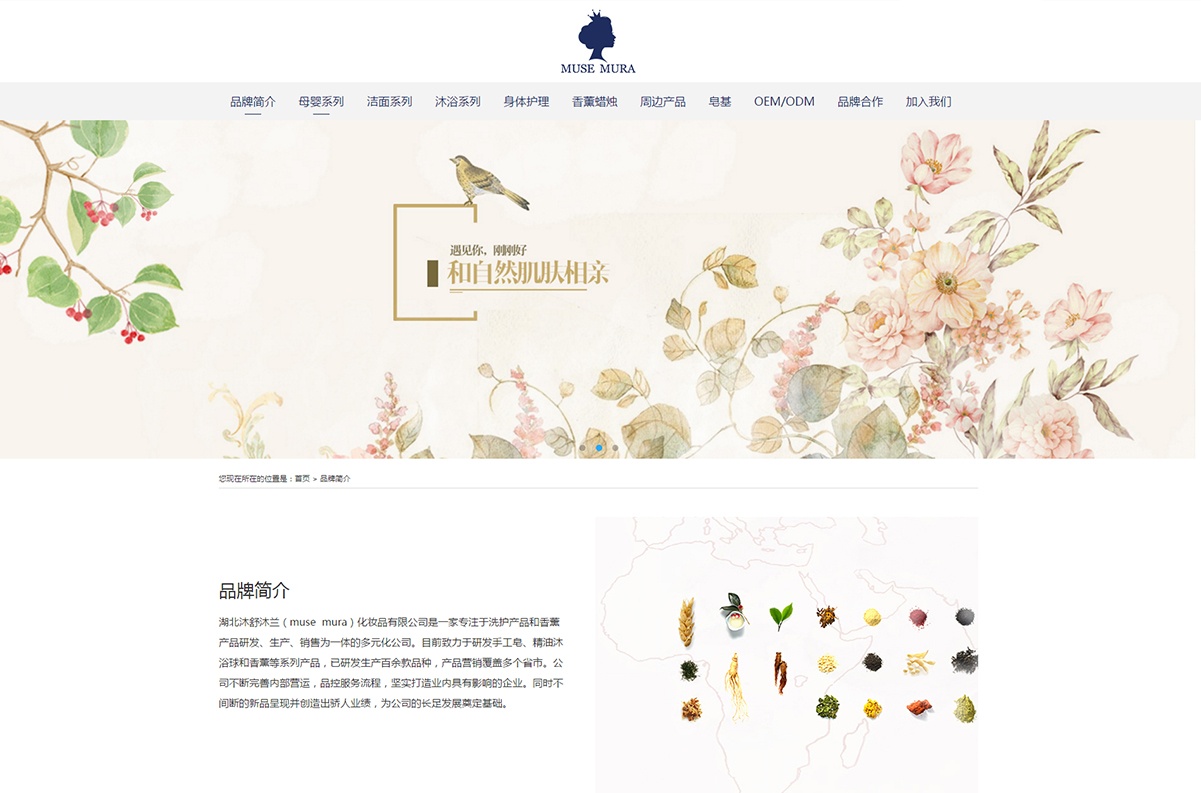 MUSE MURA
品牌简介 母婴系列 洁面系列 沐浴系列 身体护理 香薰蜡烛 周边产品 皂基 OEM/ODM 品牌合作 加入我们
遇见你，刚刚好
和自然肌肤相亲
您现在所在的位置是：首页 > 品牌简介
品牌简介
湖北沐舒沐兰（muse mura）化妆品有限公司是一家专注于洗护产品和香薰
产品研发、生产、销售为一体的多元化公司。目前致力于研发手工皂、精油沐
浴球和香薰等系列产品，已研发生产百余款品种，产品营销覆盖多个省市。公
司不断完善内部营运，品控服务流程，坚实打造业内具有影响的企业。同时不
间断的新品呈现并创造出骄人业绩，为公司的长足发展奠定基础。